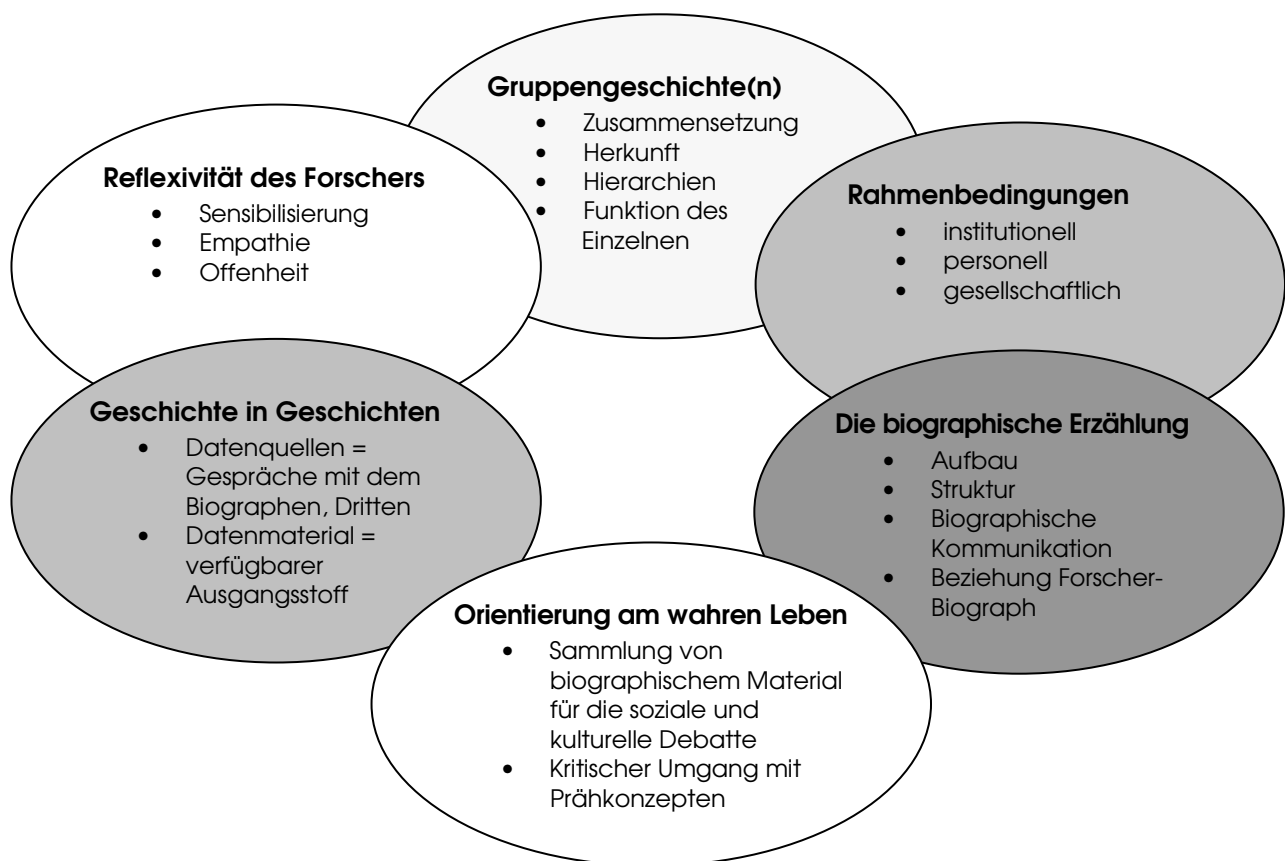 Gruppengeschichte(n)
• Zusammensetzung
• Herkunft
• Hierarchien
• Funktion des
Einzelnen
Reflexivität des Forschers
• Sensibilisierung
• Empathie
• Offenheit
Rahmenbedingungen
• institutionell
• personell
• gesellschaftlich
Geschichte in Geschichten
• Datenquellen =
Gespräche mit dem
Biographen, Dritten
• Datenmaterial =
verfügbarer
Ausgangsstoff
Die biographische Erzählung
• Aufbau
• Struktur
• Biographische
Kommunikation
• Beziehung Forscher-
Biograph
Orientierung am wahren Leben
• Sammlung von
biographischem Material
für die soziale und
kulturelle Debatte
• Kritischer Umgang mit
Prähkonzepten